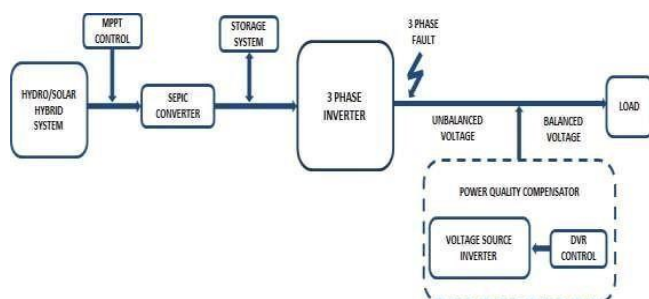 MPPT
CONTROL
STORAGE
SYSTEM
3 PHASE
FAULT
HYDRO/SOLAR
HYBRID
SYSTEM
SEPIC
CONVERTER
3 PHASE
INVERTER
LOAD
UNBALANCED
VOLTAGE
BALANCED
VOLTAGE
POWER QUALITY COMPENSATOR
VOLTAGE SOURCE
INVERTER
DVR
CONTROL